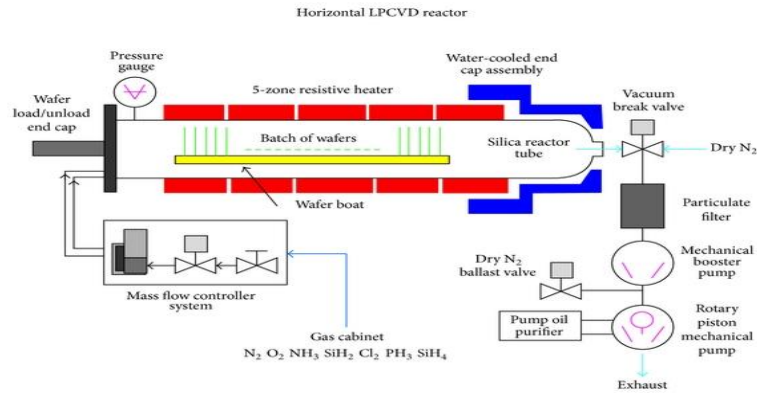 Horizontal LPCVD reactor
Pressure
gauge
Wafer
load/unload
end cap
5-zone resistive heater
Water-cooled end
cap assembly
Vacuum
break valve
Batch of wafers
Silica reactor
tube
Dry N₂
Wafer boat
Particulate
filter
Mass flow controller
system
Dry N₂
ballast valve
Mechanical
booster
pump
Pump oil
purifier
Rotary
piston
mechanical
pump
Gas cabinet
N₂ O₂ NH₃ SiH₂ Cl₂ PH₃ SiH₄
Exhaust